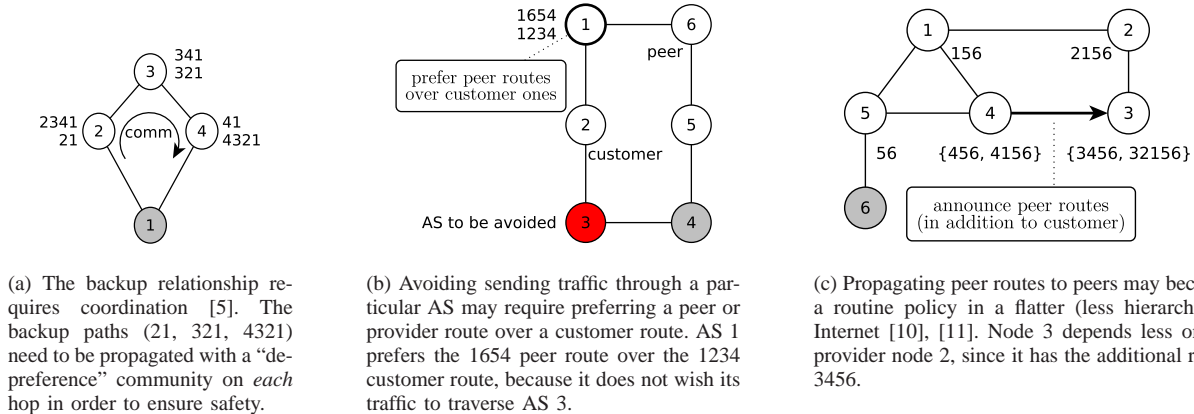 341
321
3
2341
21
2
comm
4
41
4321
1
(a) The backup relationship re-
quires coordination [5]. The
backup paths (21, 321, 4321)
need to be propagated with a “de-
preference” community on each
hop in order to ensure safety.
1654
1234
1
6
peer
prefer peer routes
over customer ones
2
5
customer
AS to be avoided
3
4
(b) Avoiding sending traffic through a par-
ticular AS may require preferring a peer or
provider route over a customer route. AS 1
prefers the 1654 peer route over the 1234
customer route, because it does not wish its
traffic to traverse AS 3.
1
2
156
2156
5
4
3
56
{456, 4156}
{3456, 32156}
6
announce peer routes
(in addition to customer)
(c) Propagating peer routes to peers may
a routine policy in a flatter (less
Internet [10], [11]. Node 3 depends less
provider node 2, since it has the additional
3456.